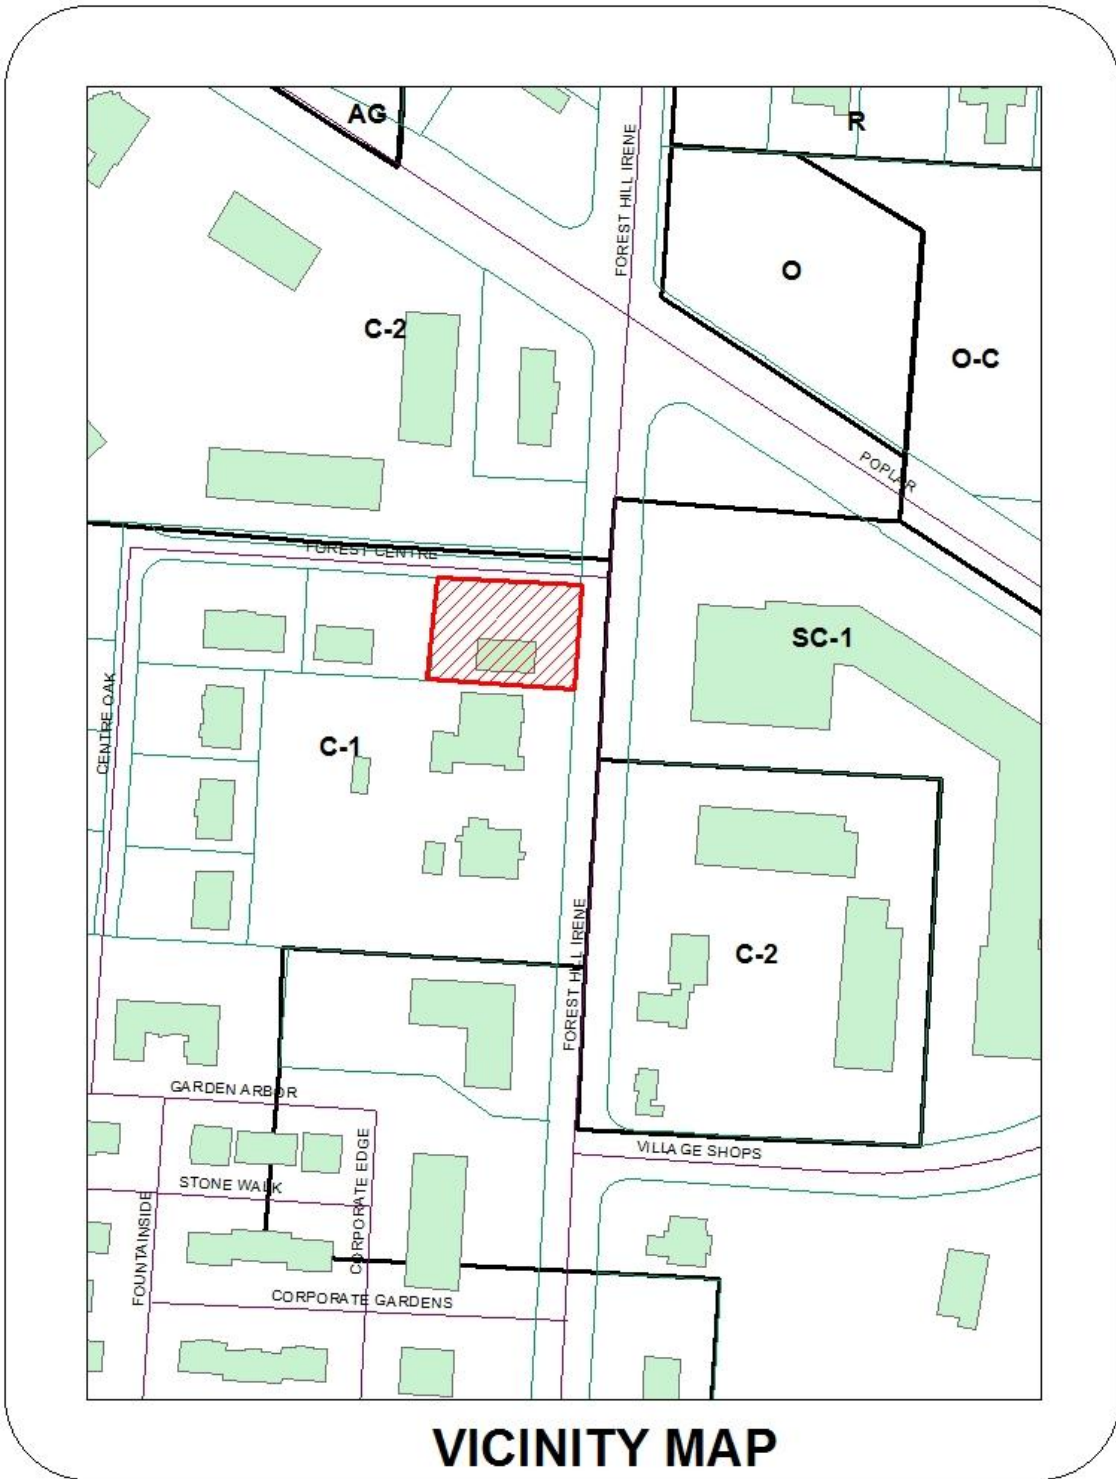 AG
R
FOREST HILL IRENE
O
C-2
O-C
POPLAR
FOREST CENTRE
SC-1
CENTRE OAK
C-1
FOREST HILL IRENE
C-2
GARDEN ARBOR
VILLAGE SHOPS
STONE WALK
CORPORATE EDGE
FOUNTAINSIDE
CORPORATE GARDENS
VICINITY MAP